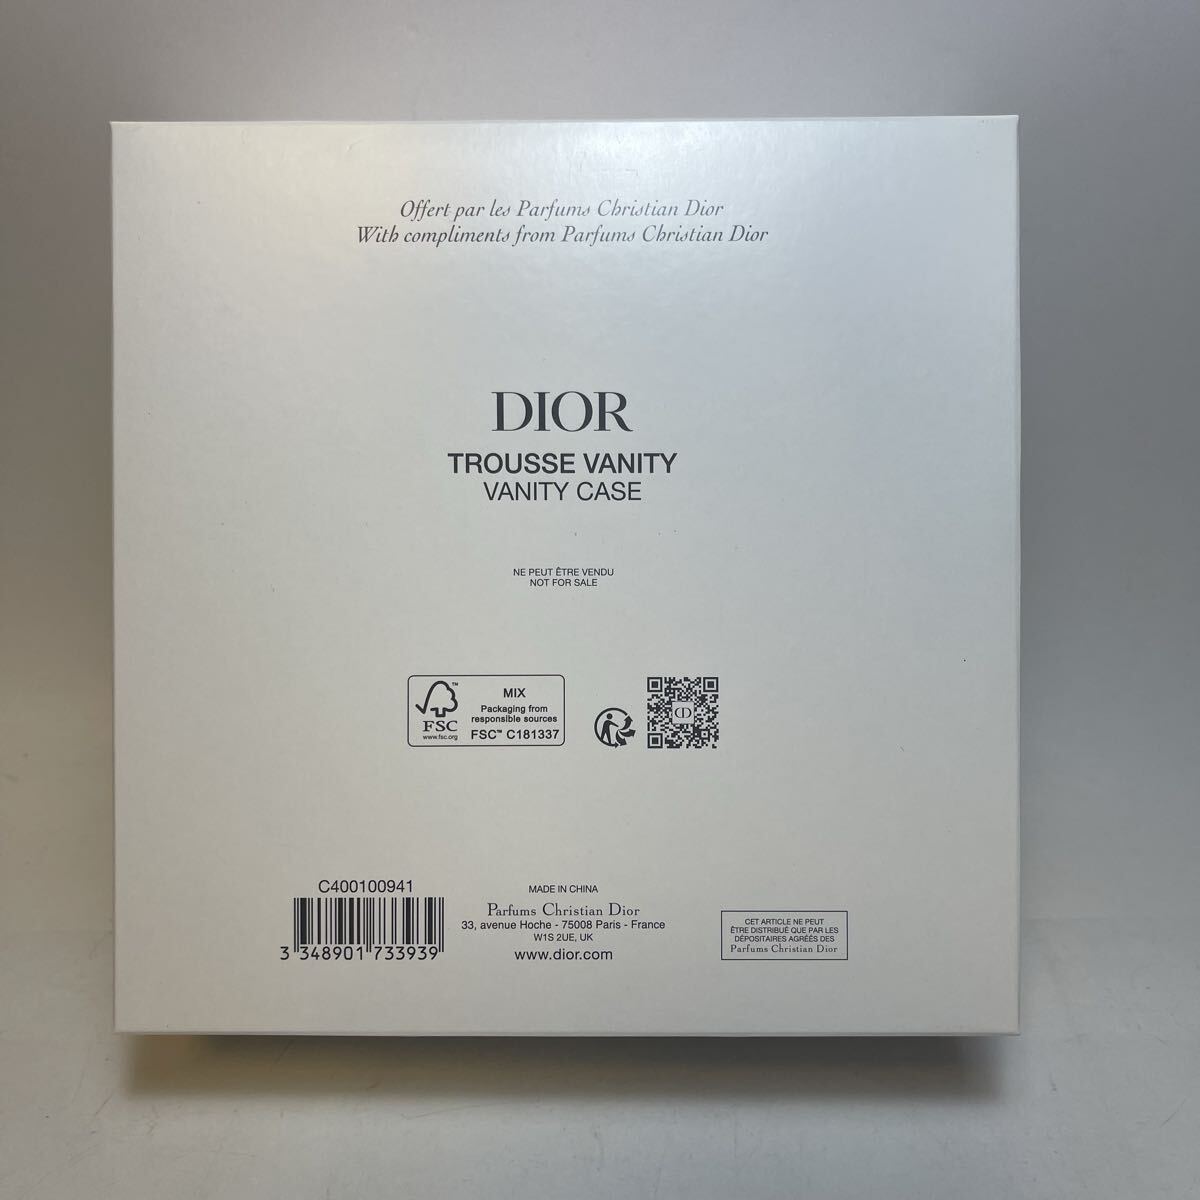 Offert par les Parfums Christian Dior
With compliments from Parfums Christian Dior
DIOR
TROUSSE VANITY
VANITY CASE
NE PEUT ÊTRE VENDU
NOT FOR SALE
FSC
www.fsc.org
MIX
Packaging from
responsible sources
FSC™ C181337
CD
C400100941
3 348901 733939
MADE IN CHINA
Parfums Christian Dior
33, avenue Hoche - 75008 Paris - France
W1S 2UE, UK
www.dior.com
CET ARTICLE NE PEUT
ÊTRE DISTRIBUÉ QUE PAR LES
DÉPOSITAIRES AGRÉÉS DES
Parfums Christian Dior